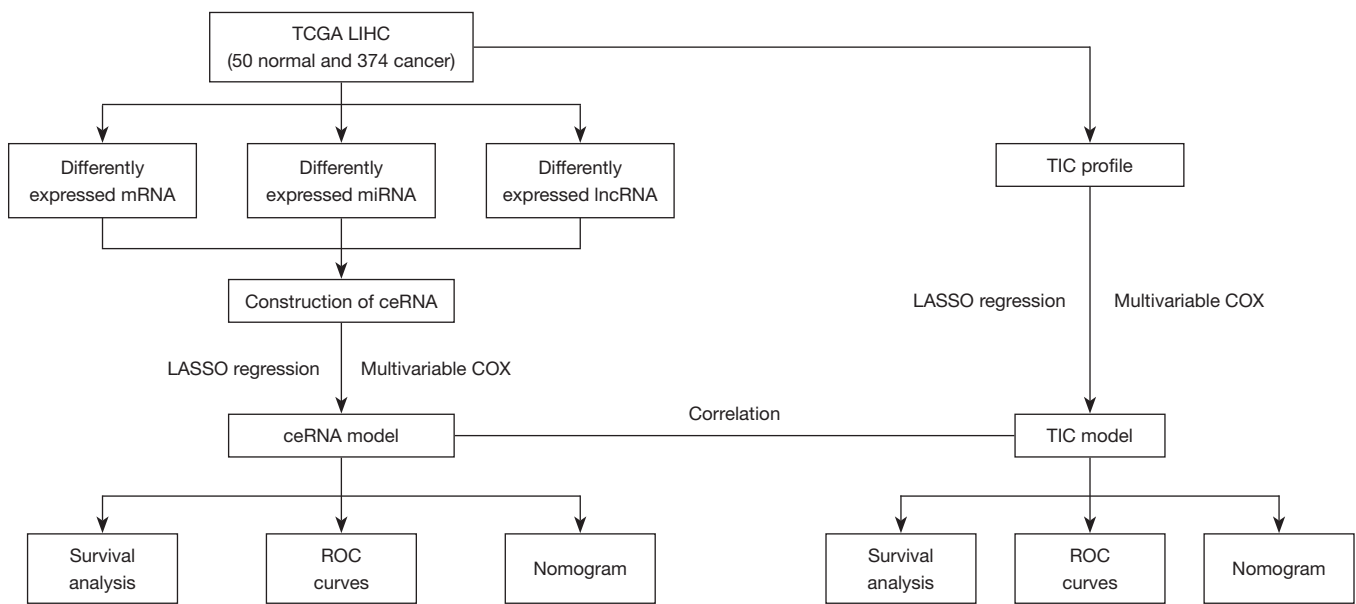 TCGA LIHC
(50 normal and 374 cancer)
Differently
expressed mRNA
Differently
expressed miRNA
Differently
expressed lncRNA
TIC profile
Construction of ceRNA
LASSO regression
Multivariable COX
LASSO regression
Multivariable COX
ceRNA model
Correlation
TIC model
Survival
analysis
ROC
curves
Nomogram
Survival
analysis
ROC
curves
Nomogram